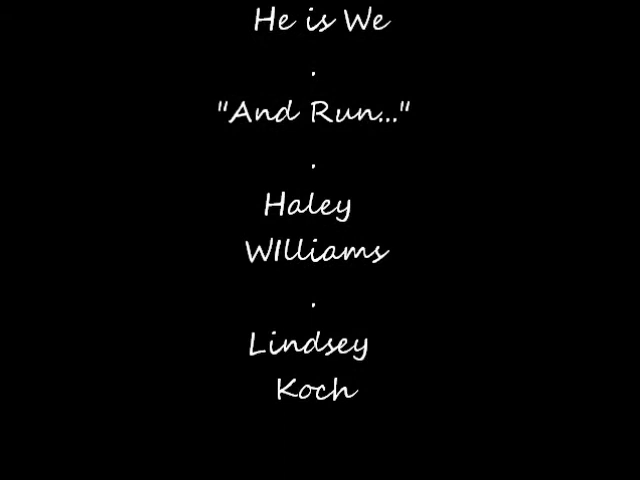 He is We
.
"And Run..."
.
Haley
WIlliams
.
Lindsey
Koch